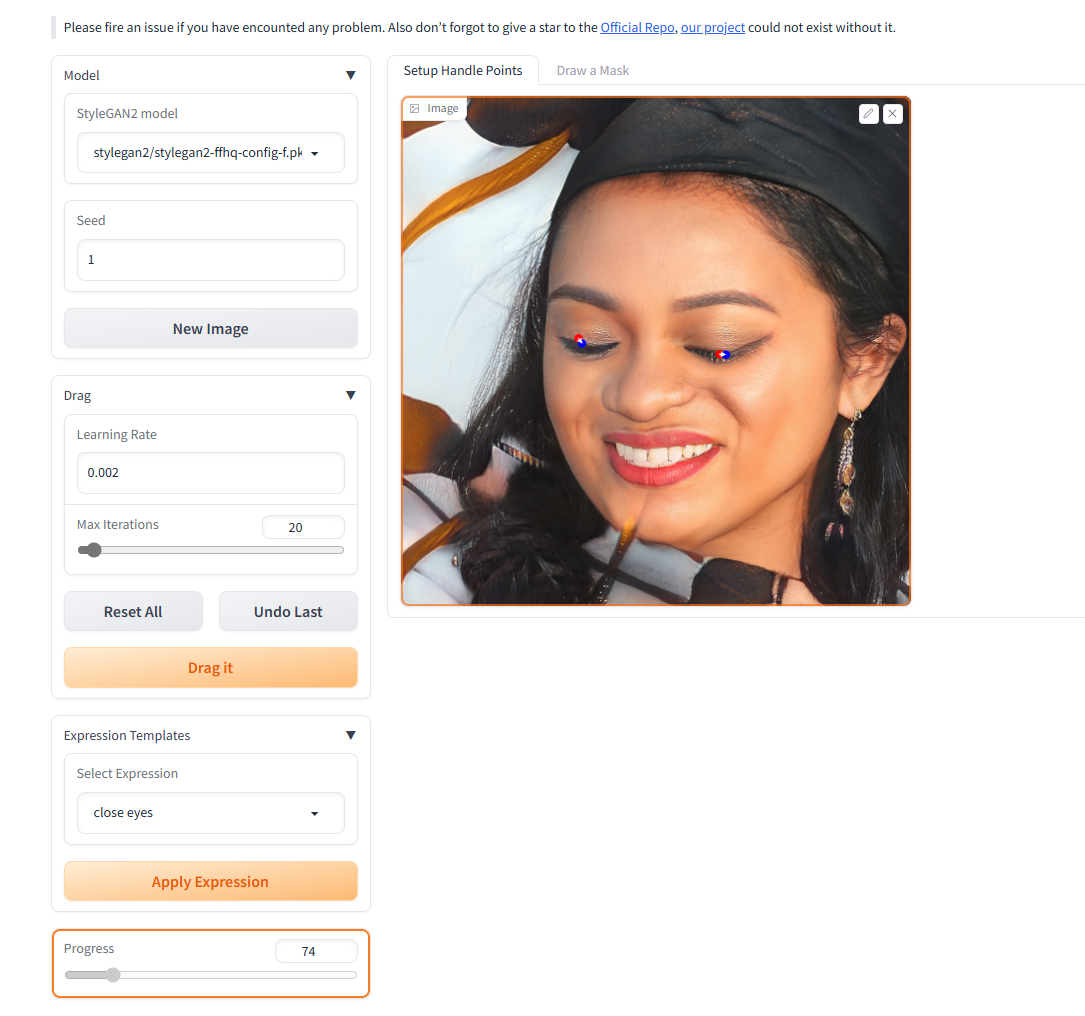 Please fire an issue if you have encounted any problem. Also don't forgot to give a star to the Official Repo, our project could not exist without it.
Model
StyleGAN2 model
stylegan2/stylegan2-ffhq-config-f.pk
Seed
1
New Image
Drag
Learning Rate
0.002
Max Iterations
20
Reset All
Undo Last
Drag it
Expression Templates
Select Expression
close eyes
Apply Expression
Progress
74
Setup Handle Points
Draw a Mask
Image